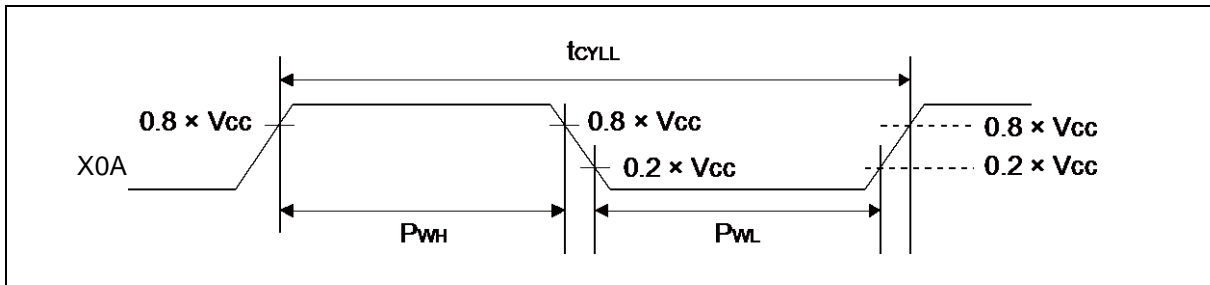 tCYLL
0.8 × Vcc
0.8 × Vcc
0.8 × Vcc
X0A
0.2 × Vcc
0.2 × Vcc
PWH
PWL